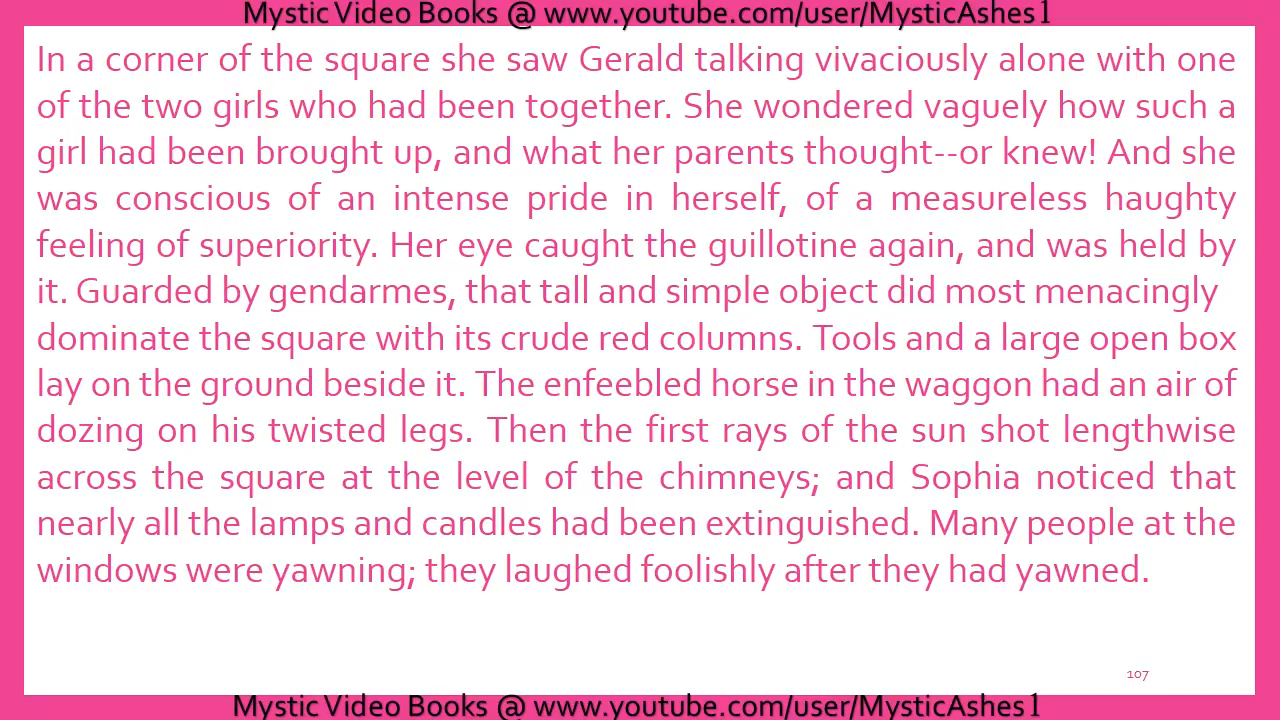 Mystic Video Books @ www.youtube.com/user/MysticAshes1
In a corner of the square she saw Gerald talking vivaciously alone with one
of the two girls who had been together. She wondered vaguely how such a
girl had been brought up, and what her parents thought--or knew! And she
was conscious of an intense pride in herself, of a measureless haughty
feeling of superiority. Her eye caught the guillotine again, and was held by
it. Guarded by gendarmes, that tall and simple object did most menacingly
dominate the square with its crude red columns. Tools and a large open box
lay on the ground beside it. The enfeebled horse in the waggon had an air of
dozing on his twisted legs. Then the first rays of the sun shot lengthwise
across the square at the level of the chimneys; and Sophia noticed that
nearly all the lamps and candles had been extinguished. Many people at the
windows were yawning; they laughed foolishly after they had yawned.
107
Mystic Video Books @ www.youtube.com/user/MysticAshes1